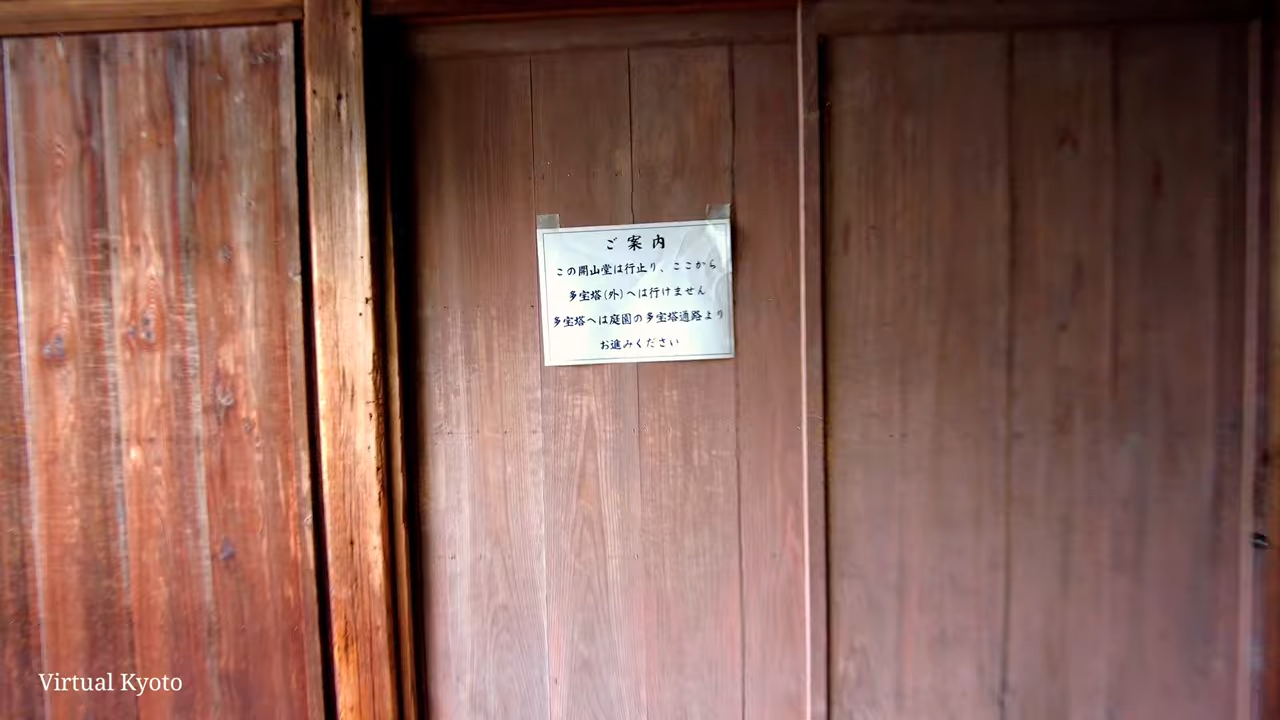 ご案内
この開山堂は行止り、ここから
多宝塔(外)へは行けません
多宝塔へは庭園の多宝塔通路より
お進みください
Virtual Kyoto